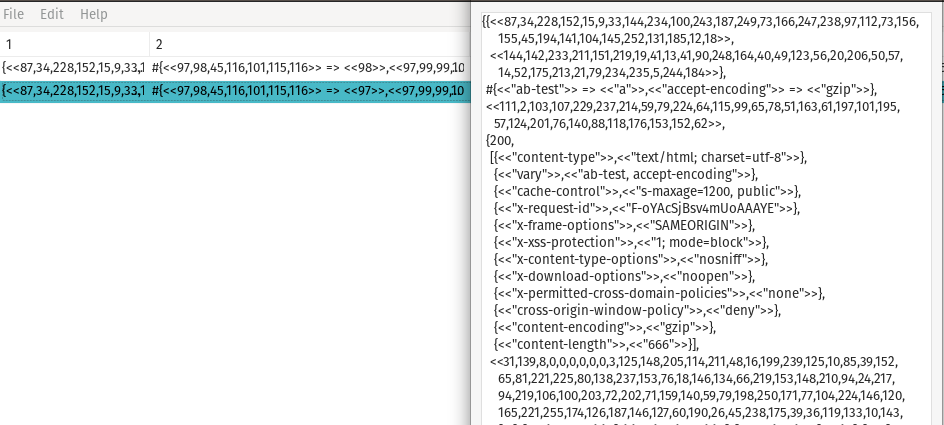 File Edit Help
1 2
{<<87,34,228,152,15,9,33,1 #{<<97,98,45,116,101,115,116>> => <<98>>,<<97,99,99,10
{<<87,34,228,152,15,9,33,1 #{<<97,98,45,116,101,115,116>> => <<97>>,<<97,99,99,10
{{<<87,34,228,152,15,9,33,144,234,100,243,187,249,73,166,247,238,97,112,73,156,
155,45,194,141,104,145,252,131,185,12,18>>,
<<144,142,233,211,151,219,19,41,13,41,90,248,164,40,49,123,56,20,206,50,57,
14,52,175,213,21,79,234,235,5,244,184>>},
#{<<"ab-test">> => <<"a">>,<<"accept-encoding">> => <<"gzip">>},
<<111,2,103,107,229,237,214,59,79,224,64,115,99,65,78,51,163,61,197,101,195,
57,124,201,76,140,88,118,176,153,152,62>>,
{200,
[{<<"content-type">>,<<"text/html; charset=utf-8">>},
{<<"vary">>,<<"ab-test, accept-encoding">>},
{<<"cache-control">>,<<"s-maxage=1200, public">>},
{<<"x-request-id">>,<<"F-oYAcSjBsv4mUoAAAYE">>},
{<<"x-frame-options">>,<<"SAMEORIGIN">>},
{<<"x-xss-protection">>,<<"1; mode=block">>},
{<<"x-content-type-options">>,<<"nosniff">>},
{<<"x-download-options">>,<<"noopen">>},
{<<"x-permitted-cross-domain-policies">>,<<"none">>},
{<<"cross-origin-window-policy">>,<<"deny">>},
{<<"content-encoding">>,<<"gzip">>},
{<<"content-length">>,<<"666">>}],
<<31,139,8,0,0,0,0,0,0,3,125,148,205,114,211,48,16,199,239,125,10,85,39,152,
65,81,221,225,80,138,237,153,76,18,146,134,66,219,153,148,210,94,24,217,
94,219,106,100,203,72,202,71,159,140,59,79,198,250,171,77,104,224,146,120,
165,221,255,174,126,187,146,127,60,190,26,45,238,175,39,36,119,133,10,143,